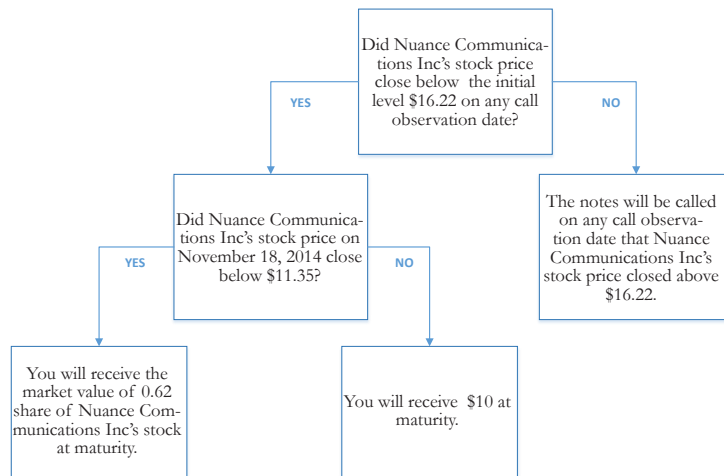 Did Nuance Communica-
tions Inc's stock price
close below the initial
level $16.22 on any call
observation date?
YES
NO
Did Nuance Communica-
tions Inc's stock price on
November 18, 2014 close
below $11.35?
The notes will be called
on any call observa-
tion date that Nuance
Communications Inc's
stock price closed above
$16.22.
YES
NO
You will receive the
market value of 0.62
share of Nuance Com-
munications Inc's stock
at maturity.
You will receive $10 at
maturity.